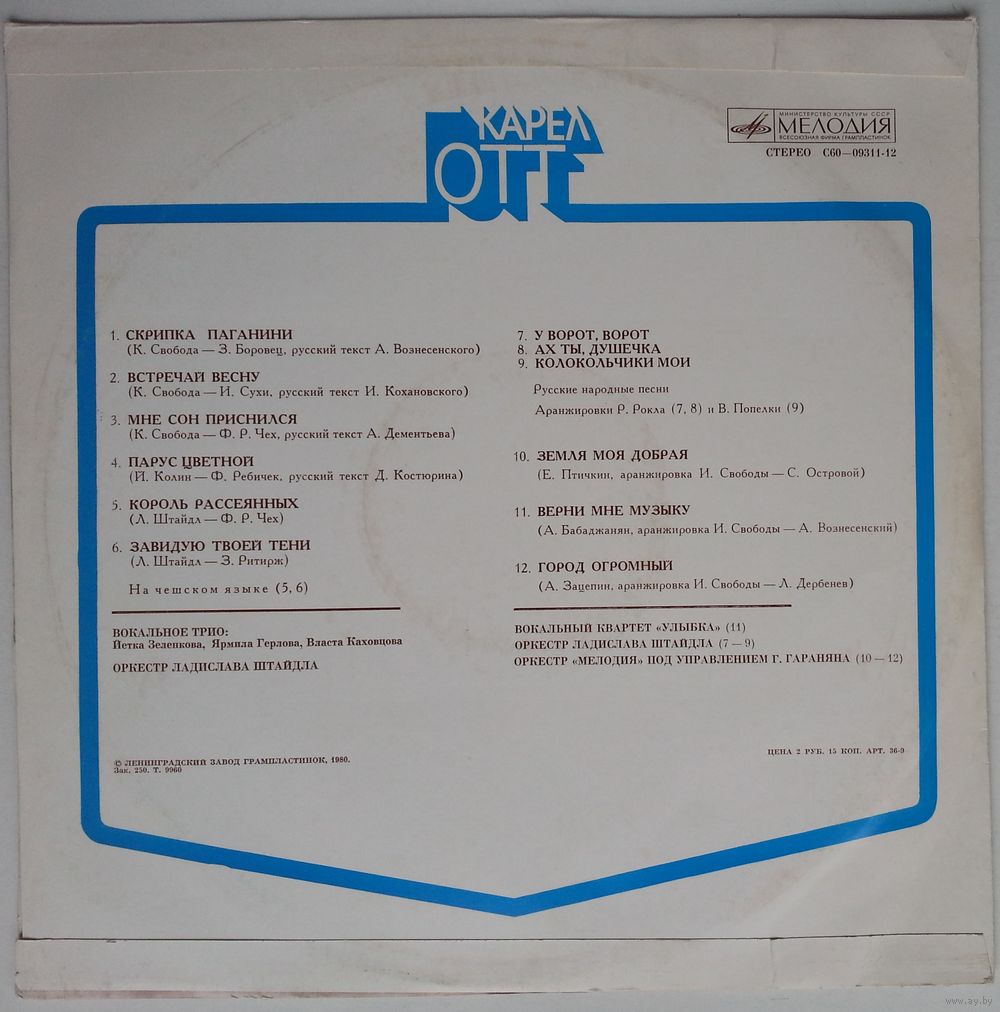 КАРЕЛ
ОТТ
МИНИСТЕРСТВО КУЛЬТУРЫ СССР
МЕЛОДИЯ
ВСЕСОЮЗНАЯ ФИРМА ГРАМПЛАСТИНОК
СТЕРЕО С60—09311-12
1. СКРИПКА ПАГАНИНИ
(К. Свобода — З. Боровец, русский текст А. Вознесенского)
2. ВСТРЕЧАЙ ВЕСНУ
(К. Свобода — И. Сухи, русский текст И. Кохановского)
3. МНЕ СОН ПРИСНИЛСЯ
(К. Свобода — Ф. Р. Чех, русский текст А. Дементьева)
4. ПАРУС ЦВЕТНОЙ
(Й. Колин — Ф. Ребичек, русский текст Д. Костюрина)
5. КОРОЛЬ РАССЕЯННЫХ
(Л. Штайдл — Ф. Р. Чех)
6. ЗАВИДУЮ ТВОЕЙ ТЕНИ
(Л. Штайдл — З. Ритирж)
На чешском языке (5, 6)
ВОКАЛЬНОЕ ТРИО:
Йетка Зеленкова, Ярмила Герлова, Власта Каховцова
ОРКЕСТР ЛАДИСЛАВА ШТАЙДЛА
7. У ВОРОТ, ВОРОТ
8. АХ ТЫ, ДУШЕЧКА
9. КОЛОКОЛЬЧИКИ МОИ
Русские народные песни
Аранжировки Р. Рокла (7, 8) и В. Попелки (9)
10. ЗЕМЛЯ МОЯ ДОБРАЯ
(Е. Птичкин, аранжировка И. Свободы — С. Островой)
11. ВЕРНИ МНЕ МУЗЫКУ
(А. Бабаджанян, аранжировка И. Свободы — А. Вознесенский)
12. ГОРОД ОГРОМНЫЙ
(А. Зацепин, аранжировка И. Свободы — Л. Дербенев)
ВОКАЛЬНЫЙ КВАРТЕТ «УЛЫБКА» (11)
ОРКЕСТР ЛАДИСЛАВА ШТАЙДЛА (7 — 9)
ОРКЕСТР «МЕЛОДИЯ» ПОД УПРАВЛЕНИЕМ Г. ГАРАНЯНА (10 — 12)
© ЛЕНИНГРАДСКИЙ ЗАВОД ГРАМПЛАСТИНОК, 1980.
Зак. 250. Т. 9960
ЦЕНА 2 РУБ. 15 КОП. АРТ. 36-9
www.ay.by